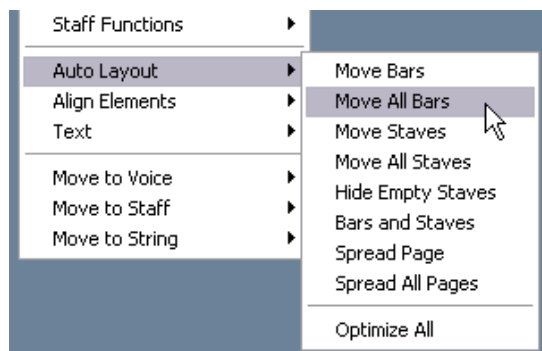 Staff Functions
Auto Layout
Align Elements
Text
Move to Voice
Move to Staff
Move to String
Move Bars
Move All Bars
Move Staves
Move All Staves
Hide Empty Staves
Bars and Staves
Spread Page
Spread All Pages
Optimize All